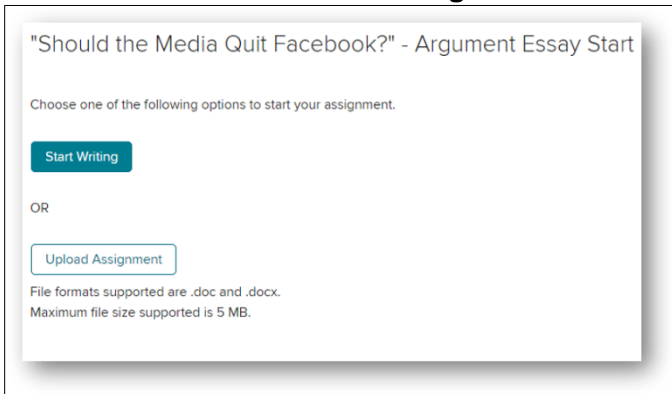 "Should the Media Quit Facebook?" - Argument Essay Start
Choose one of the following options to start your assignment.
Start Writing
OR
Upload Assignment
File formats supported are .doc and .docx.
Maximum file size supported is 5 MB.